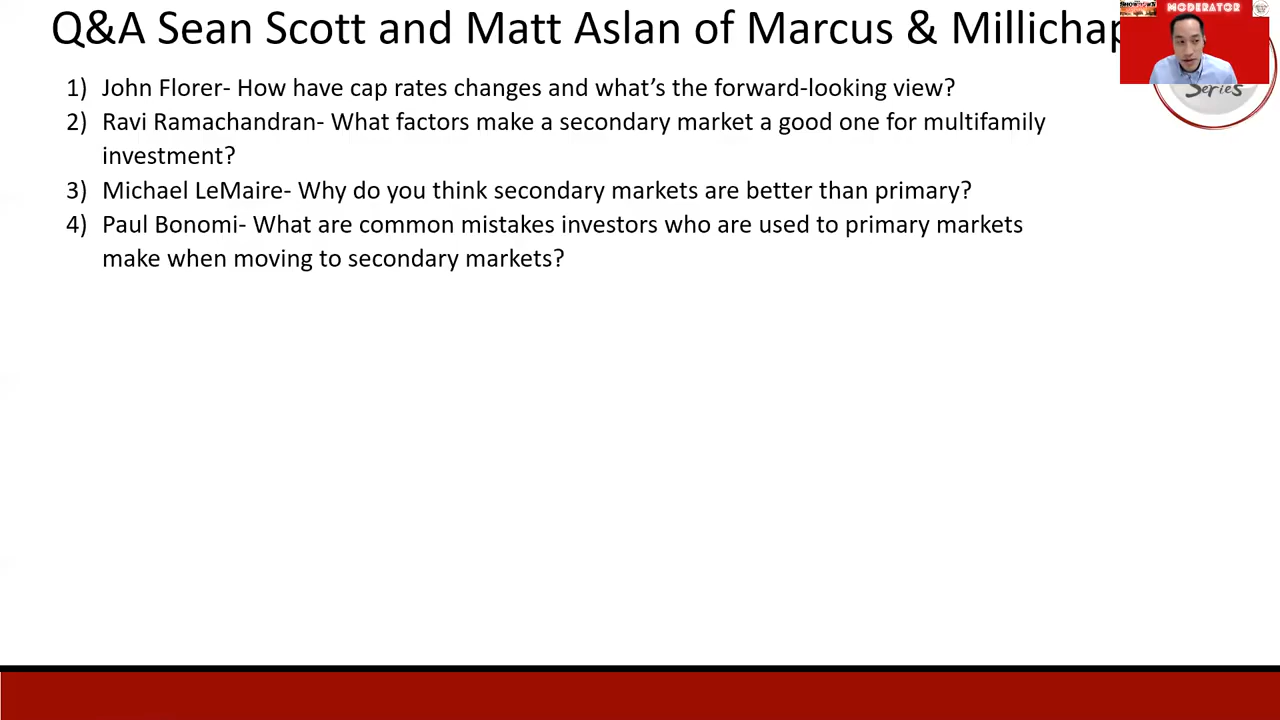 Q&A Sean Scott and Matt Aslan of Marcus & Millichap
MODERATOR
SHOWDOWN
Series
1) John Florer- How have cap rates changes and what’s the forward-looking view?
2) Ravi Ramachandran- What factors make a secondary market a good one for multifamily
investment?
3) Michael LeMaire- Why do you think secondary markets are better than primary?
4) Paul Bonomi- What are common mistakes investors who are used to primary markets
make when moving to secondary markets?